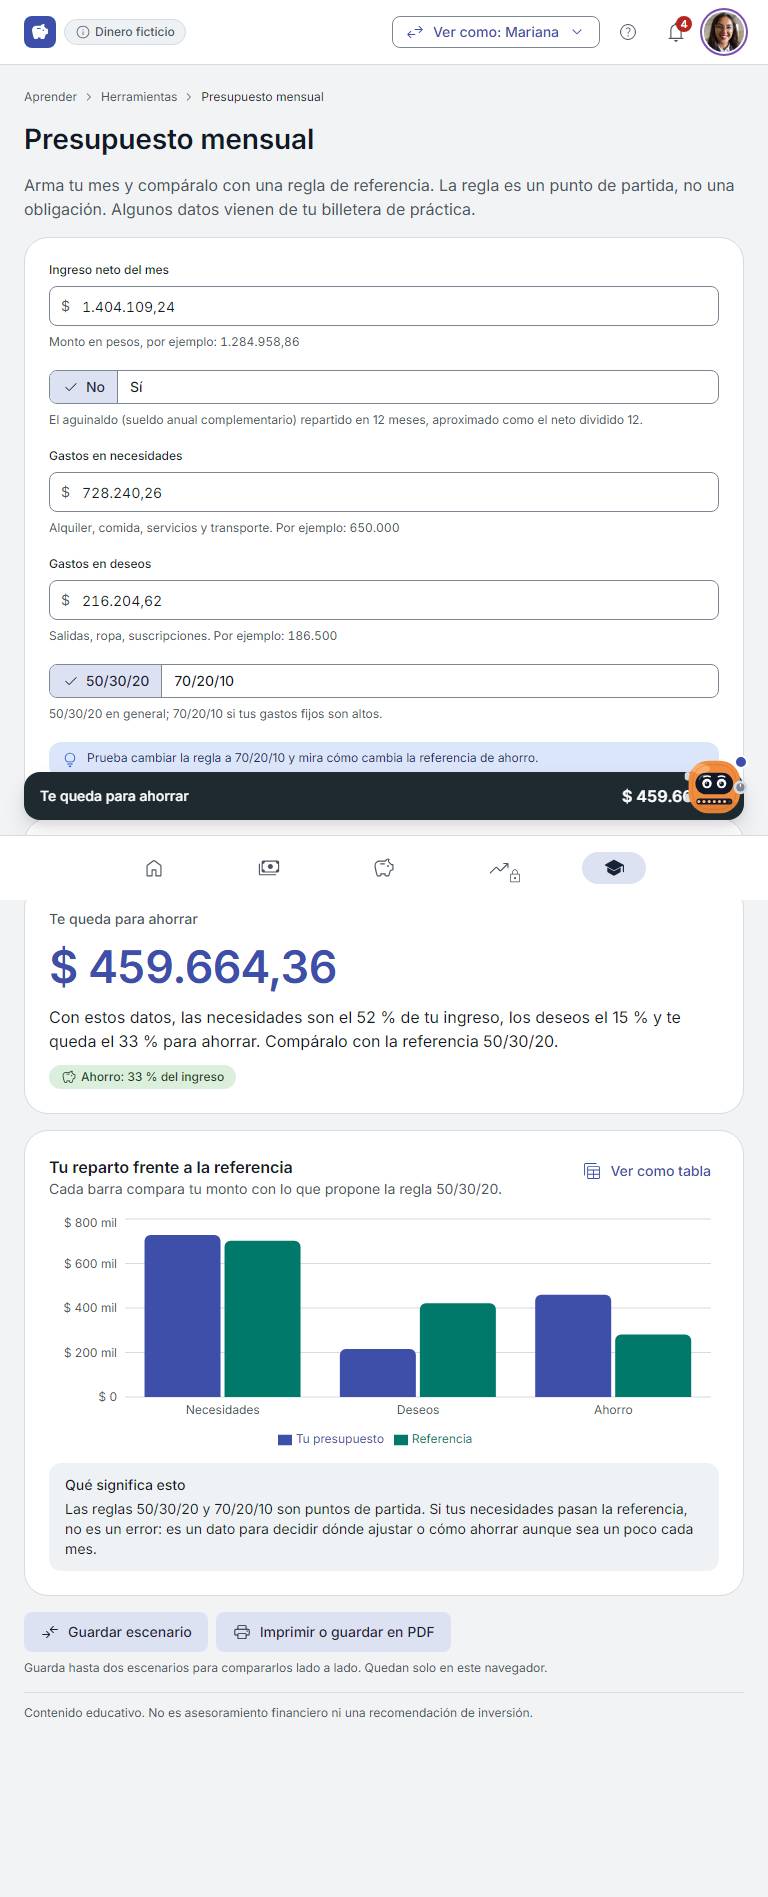 Dinero ficticio
Ver como: Mariana
4
Aprender > Herramientas > Presupuesto mensual
Presupuesto mensual
Arma tu mes y compáralo con una regla de referencia. La regla es un punto de partida, no una
obligación. Algunos datos vienen de tu billetera de práctica.
Ingreso neto del mes
$ 1.404.109,24
Monto en pesos, por ejemplo: 1.284.958,86
No Sí
El aguinaldo (sueldo anual complementario) repartido en 12 meses, aproximado como el neto dividido 12.
Gastos en necesidades
$ 728.240,26
Alquiler, comida, servicios y transporte. Por ejemplo: 650.000
Gastos en deseos
$ 216.204,62
Salidas, ropa, suscripciones. Por ejemplo: 186.500
50/30/20 70/20/10
50/30/20 en general; 70/20/10 si tus gastos fijos son altos.
Prueba cambiar la regla a 70/20/10 y mira cómo cambia la referencia de ahorro.
Te queda para ahorrar $ 459.66
Te queda para ahorrar
$ 459.664,36
Con estos datos, las necesidades son el 52 % de tu ingreso, los deseos el 15 % y te
queda el 33 % para ahorrar. Compáralo con la referencia 50/30/20.
Ahorro: 33 % del ingreso
Tu reparto frente a la referencia
Ver como tabla
Cada barra compara tu monto con lo que propone la regla 50/30/20.
$ 800 mil
$ 600 mil
$ 400 mil
$ 200 mil
$ 0
Necesidades Deseos Ahorro
Tu presupuesto Referencia
Qué significa esto
Las reglas 50/30/20 y 70/20/10 son puntos de partida. Si tus necesidades pasan la referencia,
no es un error: es un dato para decidir dónde ajustar o cómo ahorrar aunque sea un poco cada
mes.
Guardar escenario
Imprimir o guardar en PDF
Guarda hasta dos escenarios para compararlos lado a lado. Quedan solo en este navegador.
Contenido educativo. No es asesoramiento financiero ni una recomendación de inversión.